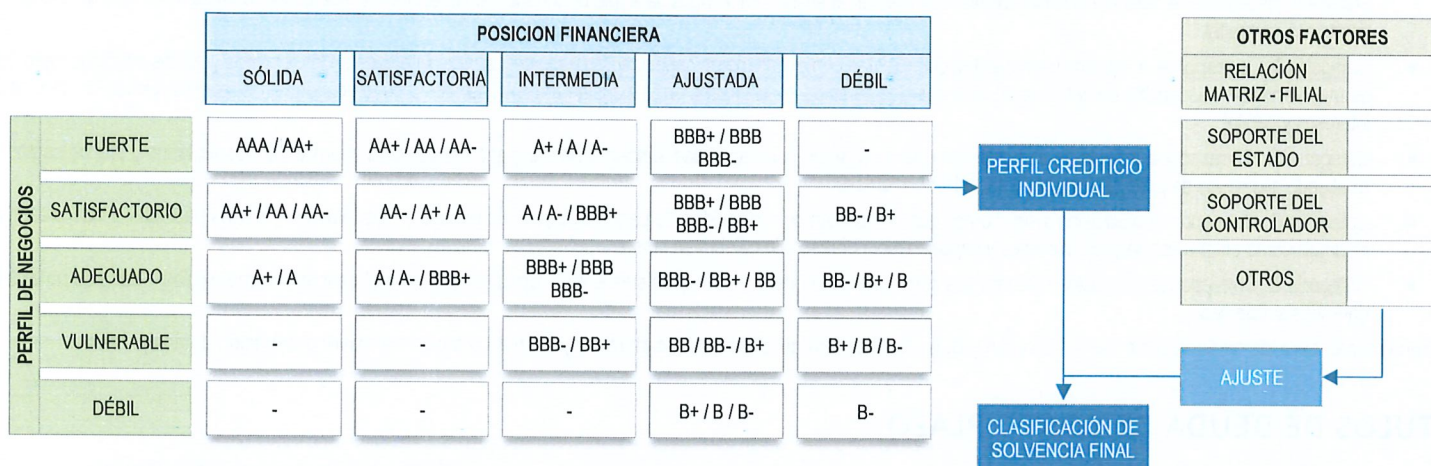 POSICION FINANCIERA
SÓLIDA SATISFACTORIA INTERMEDIA AJUSTADA DÉBIL
PERFIL DE NEGOCIOS
FUERTE AAA / AA+ AA+ / AA / AA- A+ / A / A- BBB+ / BBB
BBB- -
SATISFACTORIO AA+ / AA / AA- AA- / A+ / A A / A- / BBB+ BBB+ / BBB
BBB- / BB+ BB- / B+
ADECUADO A+ / A A / A- / BBB+ BBB+ / BBB
BBB- BBB- / BB+ / BB BB- / B+ / B
VULNERABLE - - BBB- / BB+ BB / BB- / B+ B+ / B / B-
DÉBIL - - - B+ / B / B- B-
PERFIL CREDITICIO
INDIVIDUAL
OTROS FACTORES
RELACIÓN
MATRIZ - FILIAL
SOPORTE DEL
ESTADO
SOPORTE DEL
CONTROLADOR
OTROS
AJUSTE
CLASIFICACIÓN DE
SOLVENCIA FINAL